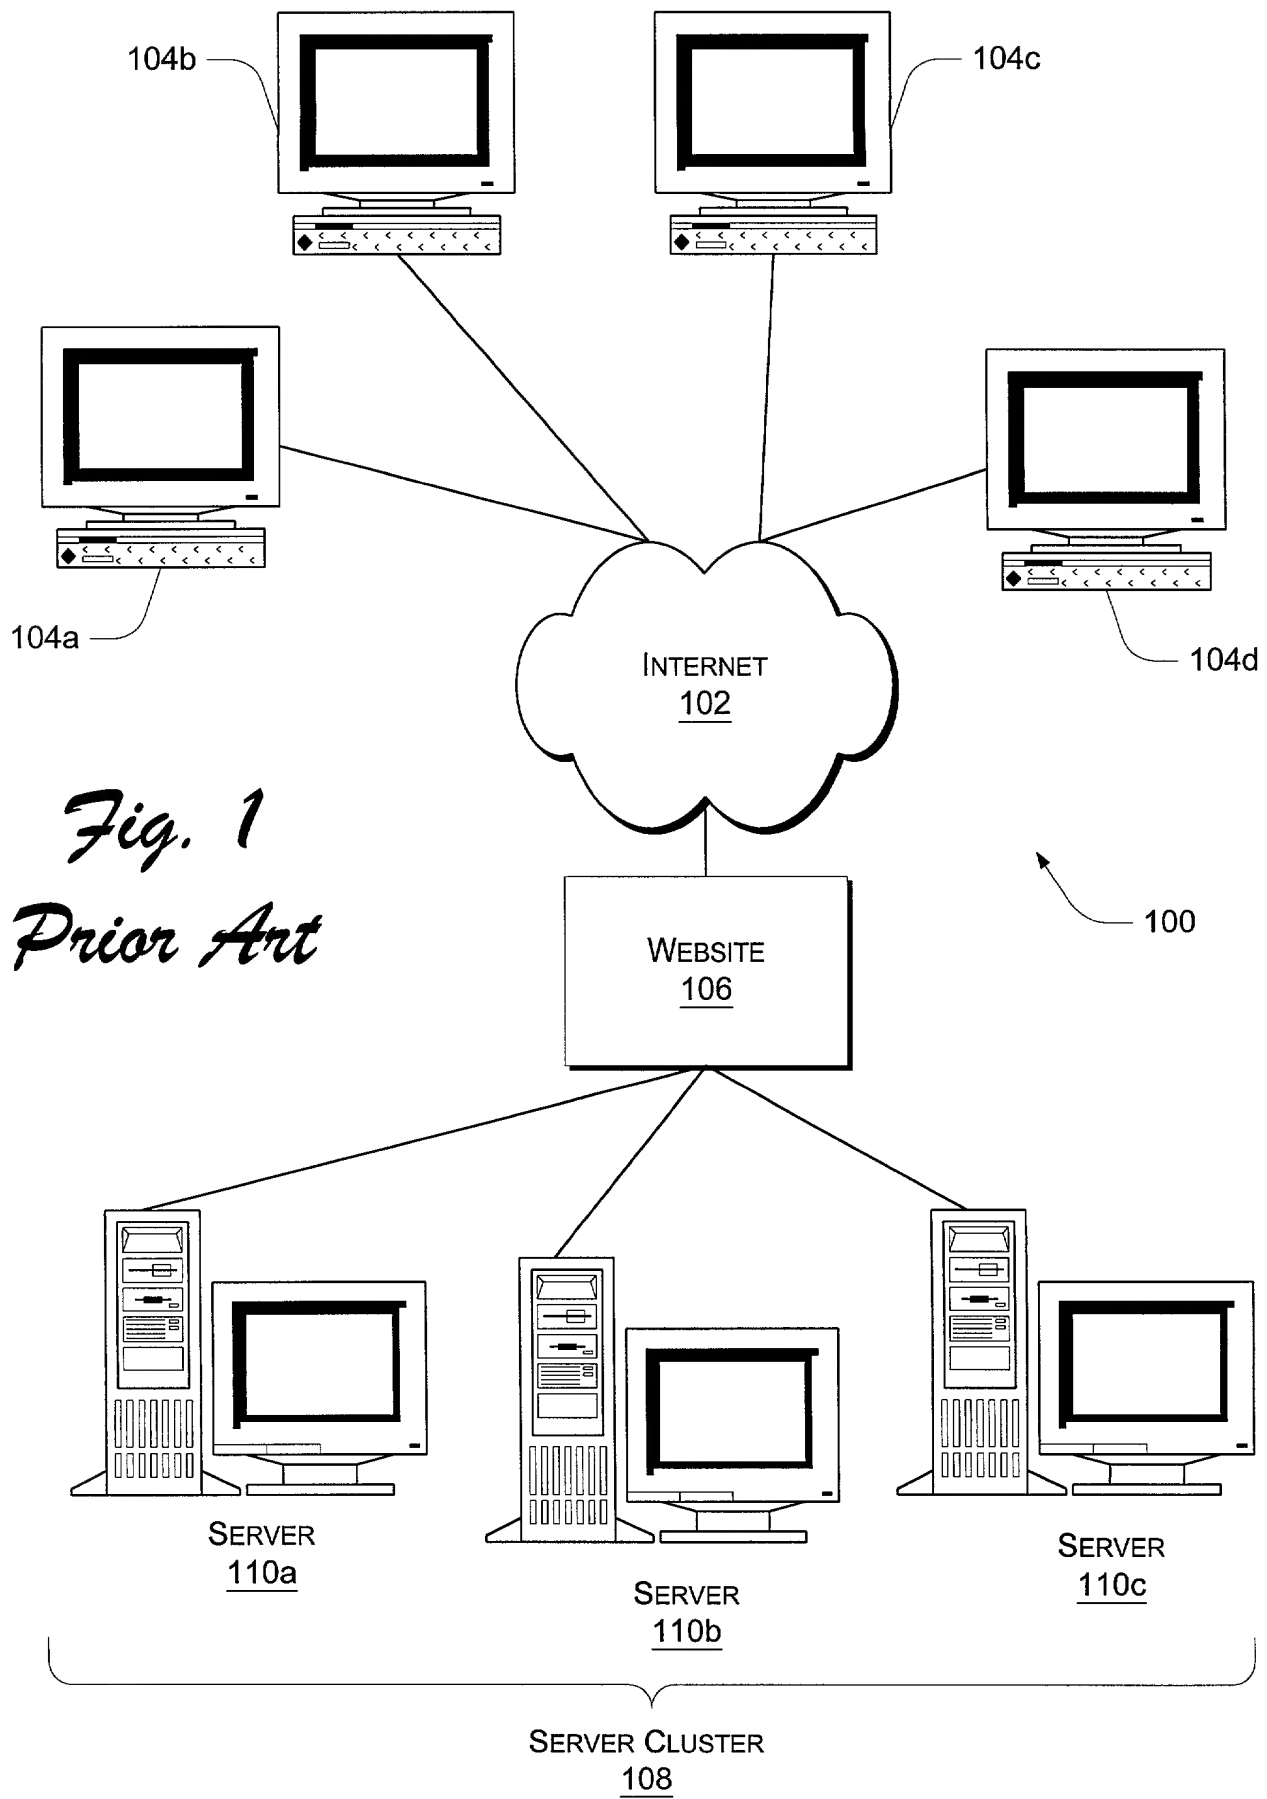 104b
104c
104a
104d
INTERNET
102
Fig. 1
Prior Art
100
WEBSITE
106
SERVER
110a
SERVER
110b
SERVER
110c
SERVER CLUSTER
108